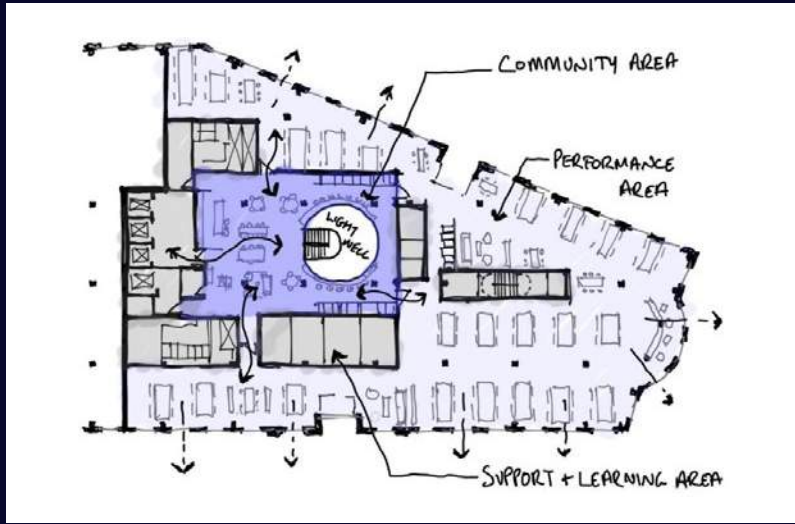 COMMUNITY AREA
PERFORMANCE
AREA
LIGHT
WELL
SUPPORT + LEARNING AREA